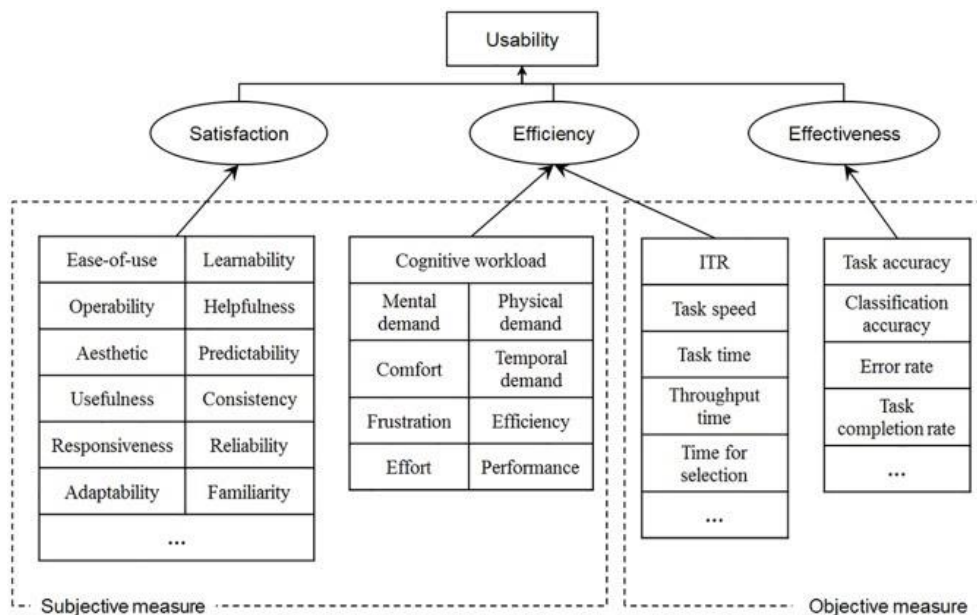 Usability
Satisfaction
Efficiency
Effectiveness
Ease-of-use
Learnability
Operability
Helpfulness
Aesthetic
Predictability
Usefulness
Consistency
Responsiveness
Reliability
Adaptability
Familiarity
...
Cognitive workload
Mental
demand
Physical
demand
Comfort
Temporal
demand
Frustration
Efficiency
Effort
Performance
ITR
Task speed
Task time
Throughput
time
Time for
selection
...
Task accuracy
Classification
accuracy
Error rate
Task
completion rate
...
Subjective measure
Objective measure